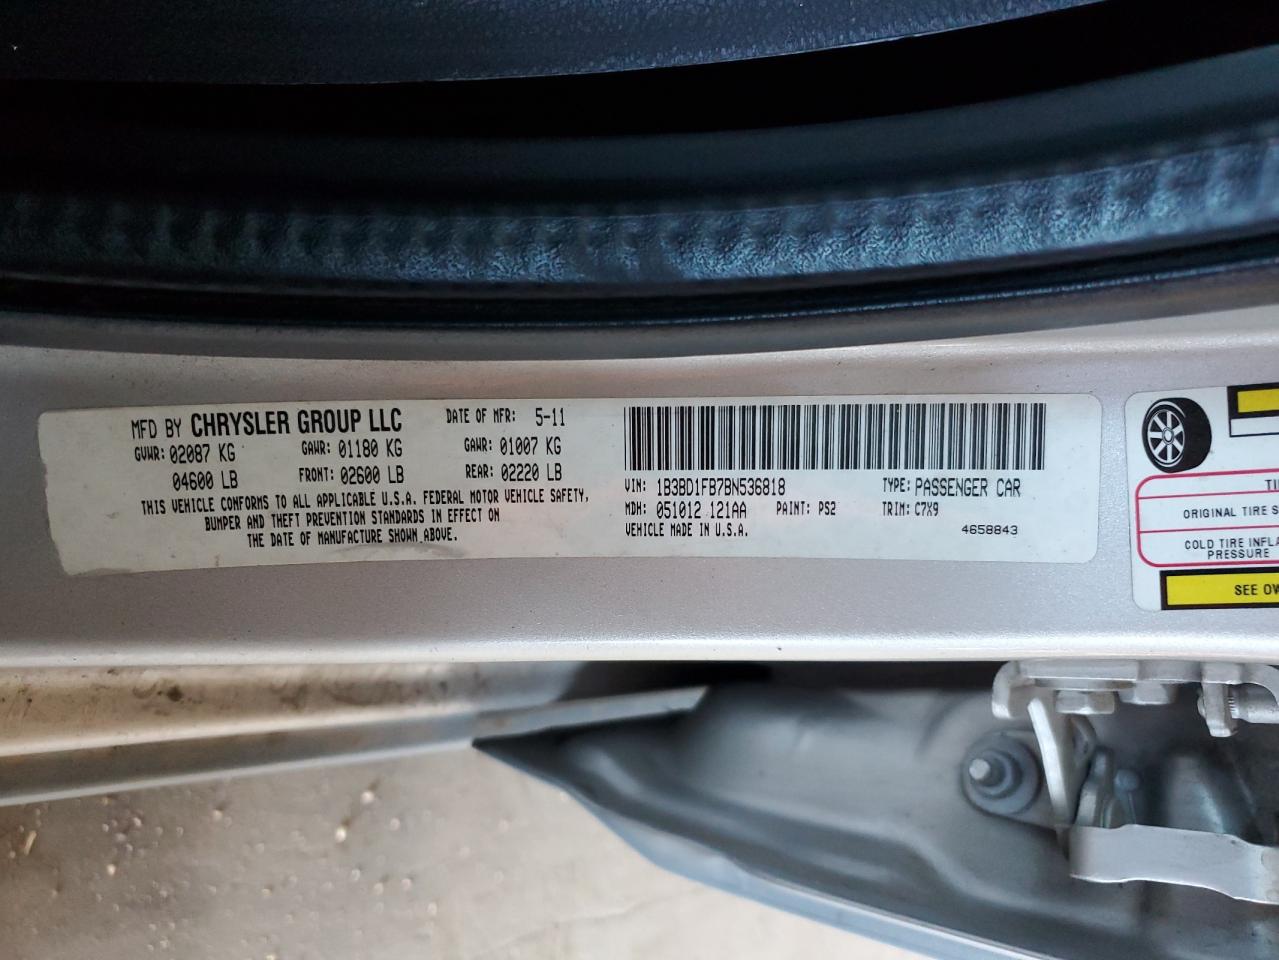 MFD BY CHRYSLER GROUP LLC DATE OF MFR: 5-11
GVWR: 02087 KG GAWR: 01180 KG GAWR: 01007 KG
04600 LB FRONT: 02600 LB REAR: 02220 LB
THIS VEHICLE CONFORMS TO ALL APPLICABLE U.S.A. FEDERAL MOTOR VEHICLE SAFETY,
BUMPER AND THEFT PREVENTION STANDARDS IN EFFECT ON
THE DATE OF MANUFACTURE SHOWN ABOVE.
VIN: 1B3BD1FB7BN536818 TYPE: PASSENGER CAR
MDH: 051012 121AA PAINT: PS2 TRIM: C7X9
VEHICLE MADE IN U.S.A. 4658843
TI
ORIGINAL TIRE S
COLD TIRE INFL
PRESSURE
SEE OW